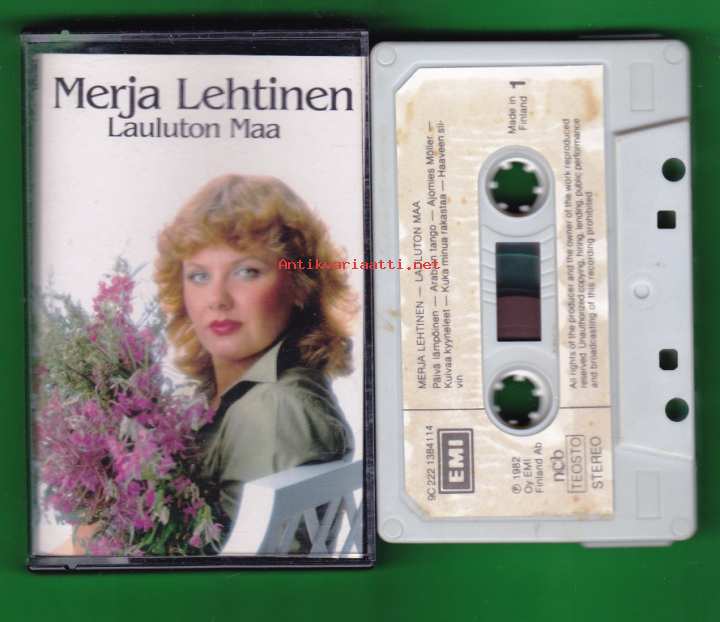 Merja Lehtinen
Lauluton Maa
Antikvariaatti.net
MERJA LEHTINEN — LAULUTON MAA
Päivä lämpöinen — Arabian tango — Ajomies Möller —
Kuivaa kyyneleet — Kuka minua rakastaa — Haaveen sii-
vin
1
Made in
Finland
9C 222 1384114
EMI
℗ 1982
Oy EMI
Finland Ab
ncb
TEOSTO
STEREO
All rights of the producer and the owner of the work reproduced
reserved Unauthorized copying, hiring, lending, public performance
and broadcasting of this recording prohibited